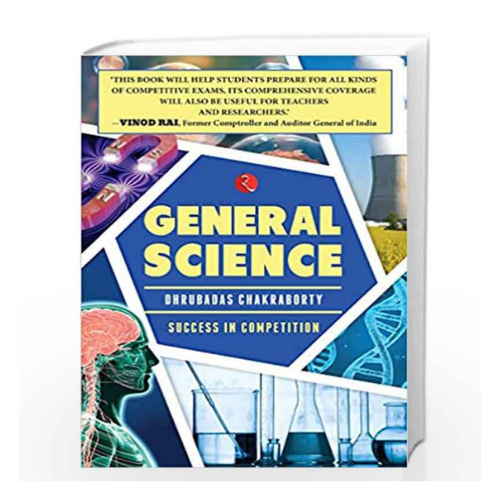 'THIS BOOK WILL HELP STUDENTS PREPARE FOR ALL KINDS
OF COMPETITIVE EXAMS. ITS COMPREHENSIVE COVERAGE
WILL ALSO BE USEFUL FOR TEACHERS
AND RESEARCHERS.'
— VINOD RAI, Former Comptroller and Auditor General of India
GENERAL
SCIENCE
DHRUBADAS CHAKRABORTY
SUCCESS IN COMPETITION